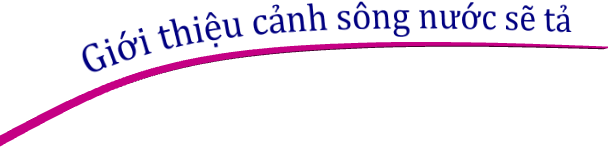 Giới thiệu cảnh sông nước sẽ tả